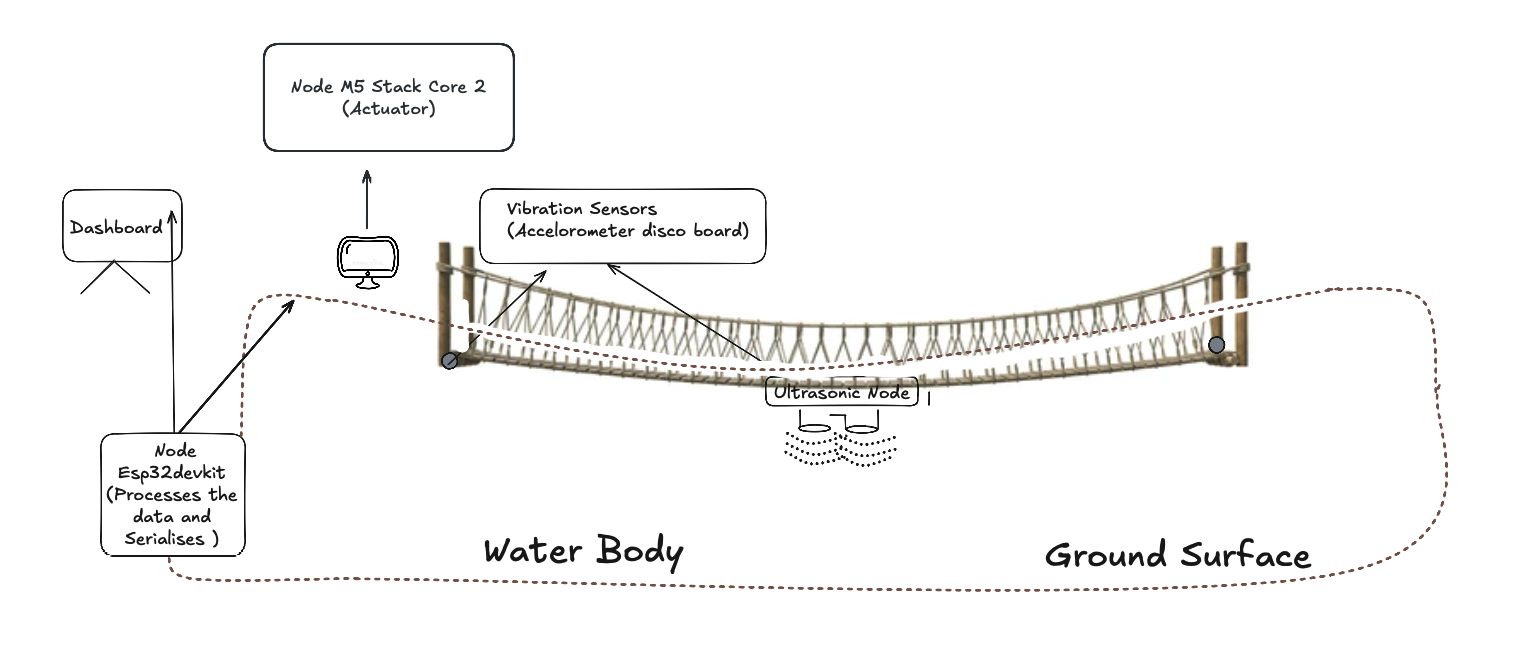 Node M5 Stack Core 2
(Actuator)
Dashboard
Vibration Sensors
(Accelorometer disco board)
Ultrasonic Node
Node
Esp32devkit
(Processes the
data and
Serialises )
Water Body
Ground Surface